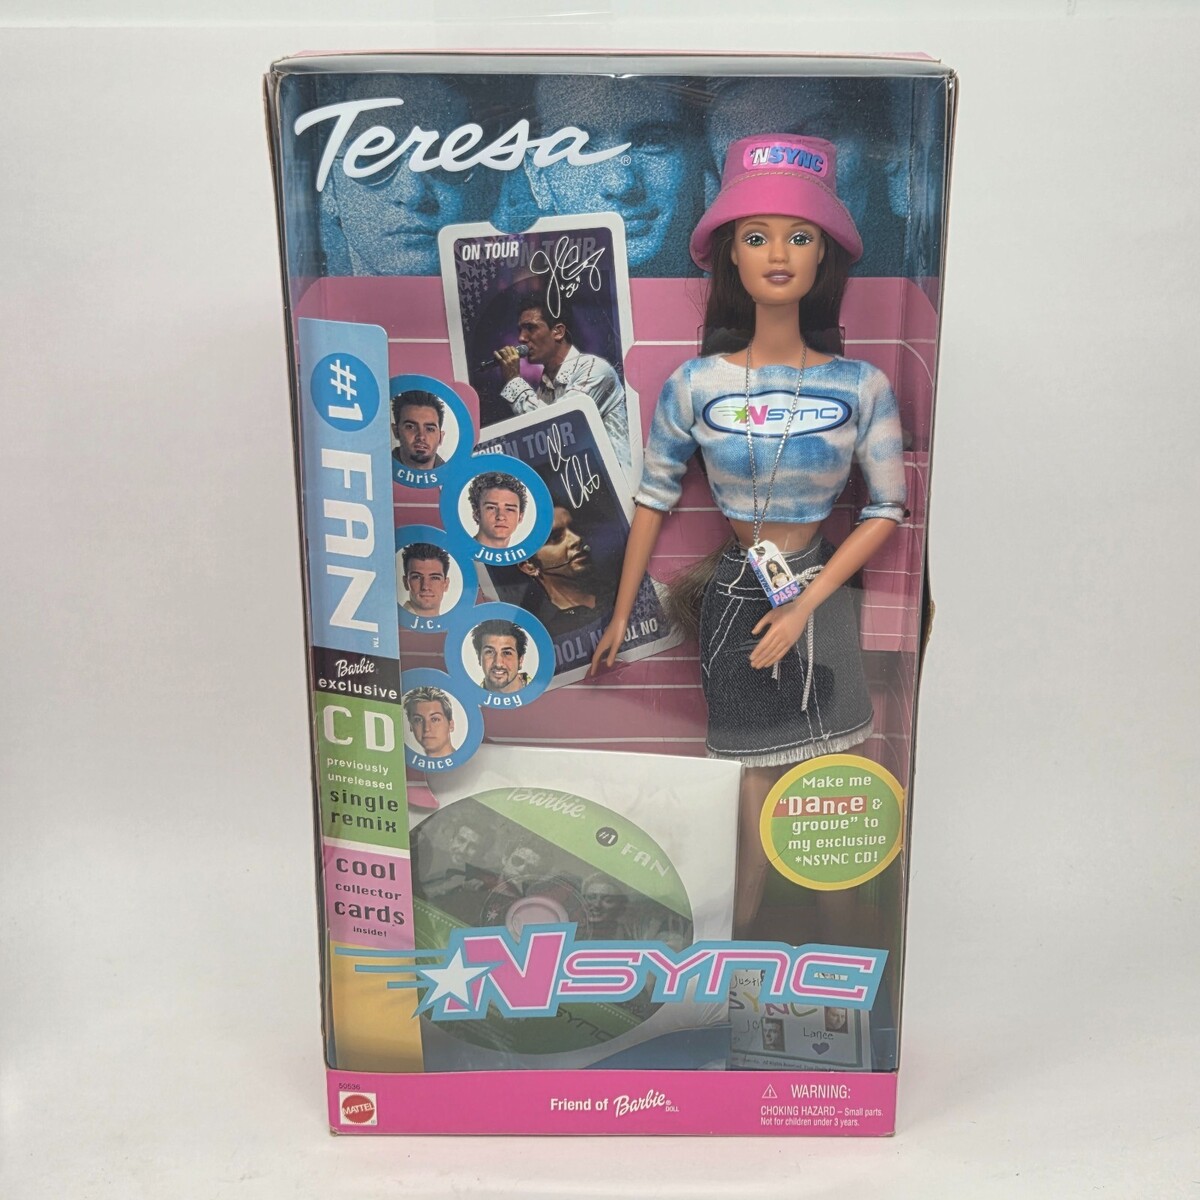 Teresa®
'NSYNC
ON TOUR
#1 FAN™
chris
justin
j.c.
joey
lance
TOUR
ON TOUR
NSYNC
PASS
Barbie
exclusive
CD
previously
unreleased
single
remix
cool
collector
cards
inside!
Make me
"Dance &
groove" to
my exclusive
*NSYNC CD!
Barbie
#1 FAN
NSYNC
Justin
Lance
50536
MATTEL
Friend of Barbie® DOLL
⚠ WARNING:
CHOKING HAZARD – Small parts.
Not for children under 3 years.